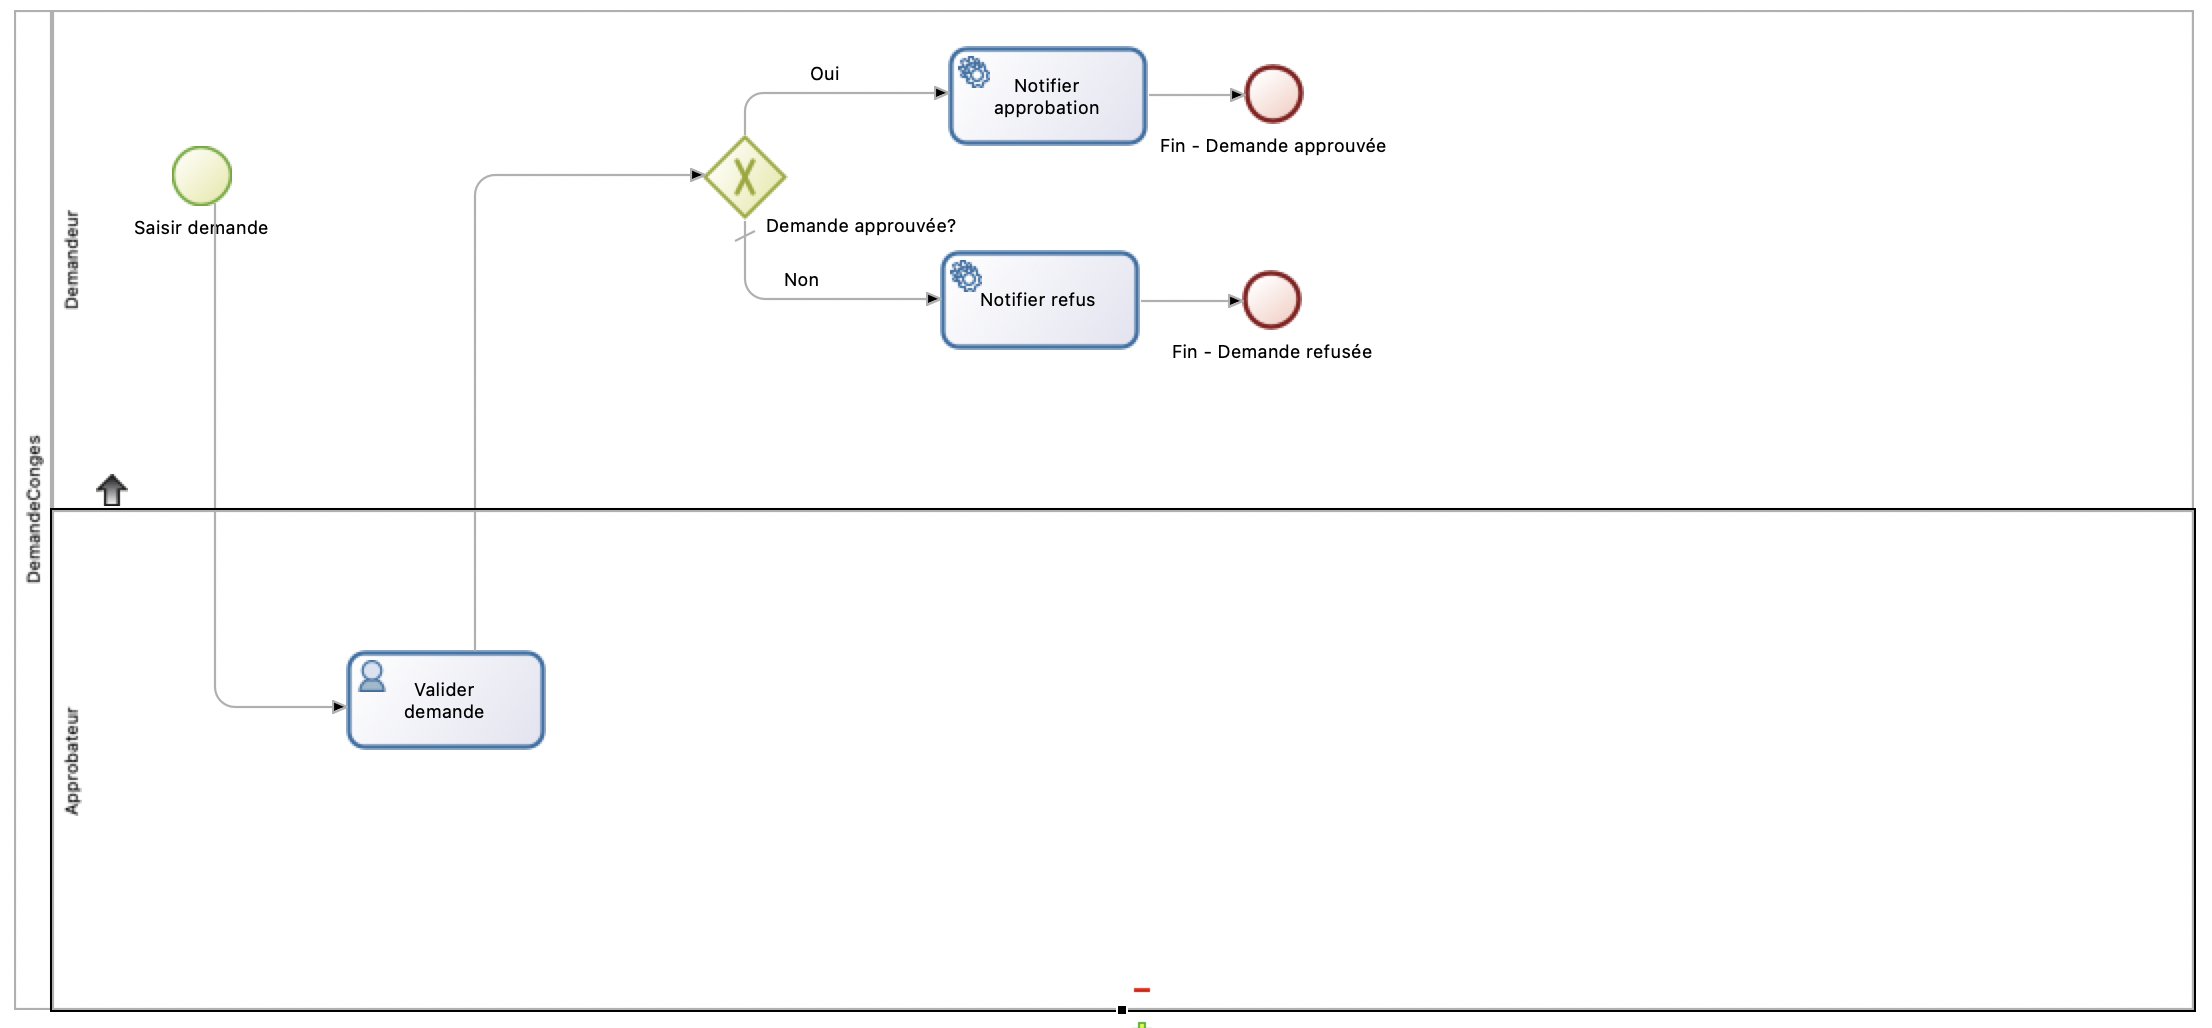 DemandeConges
Demandeur
Saisir demande
Demande approuvée?
Oui
Notifier
approbation
Fin - Demande approuvée
Non
Notifier refus
Fin - Demande refusée
Approbateur
Valider
demande